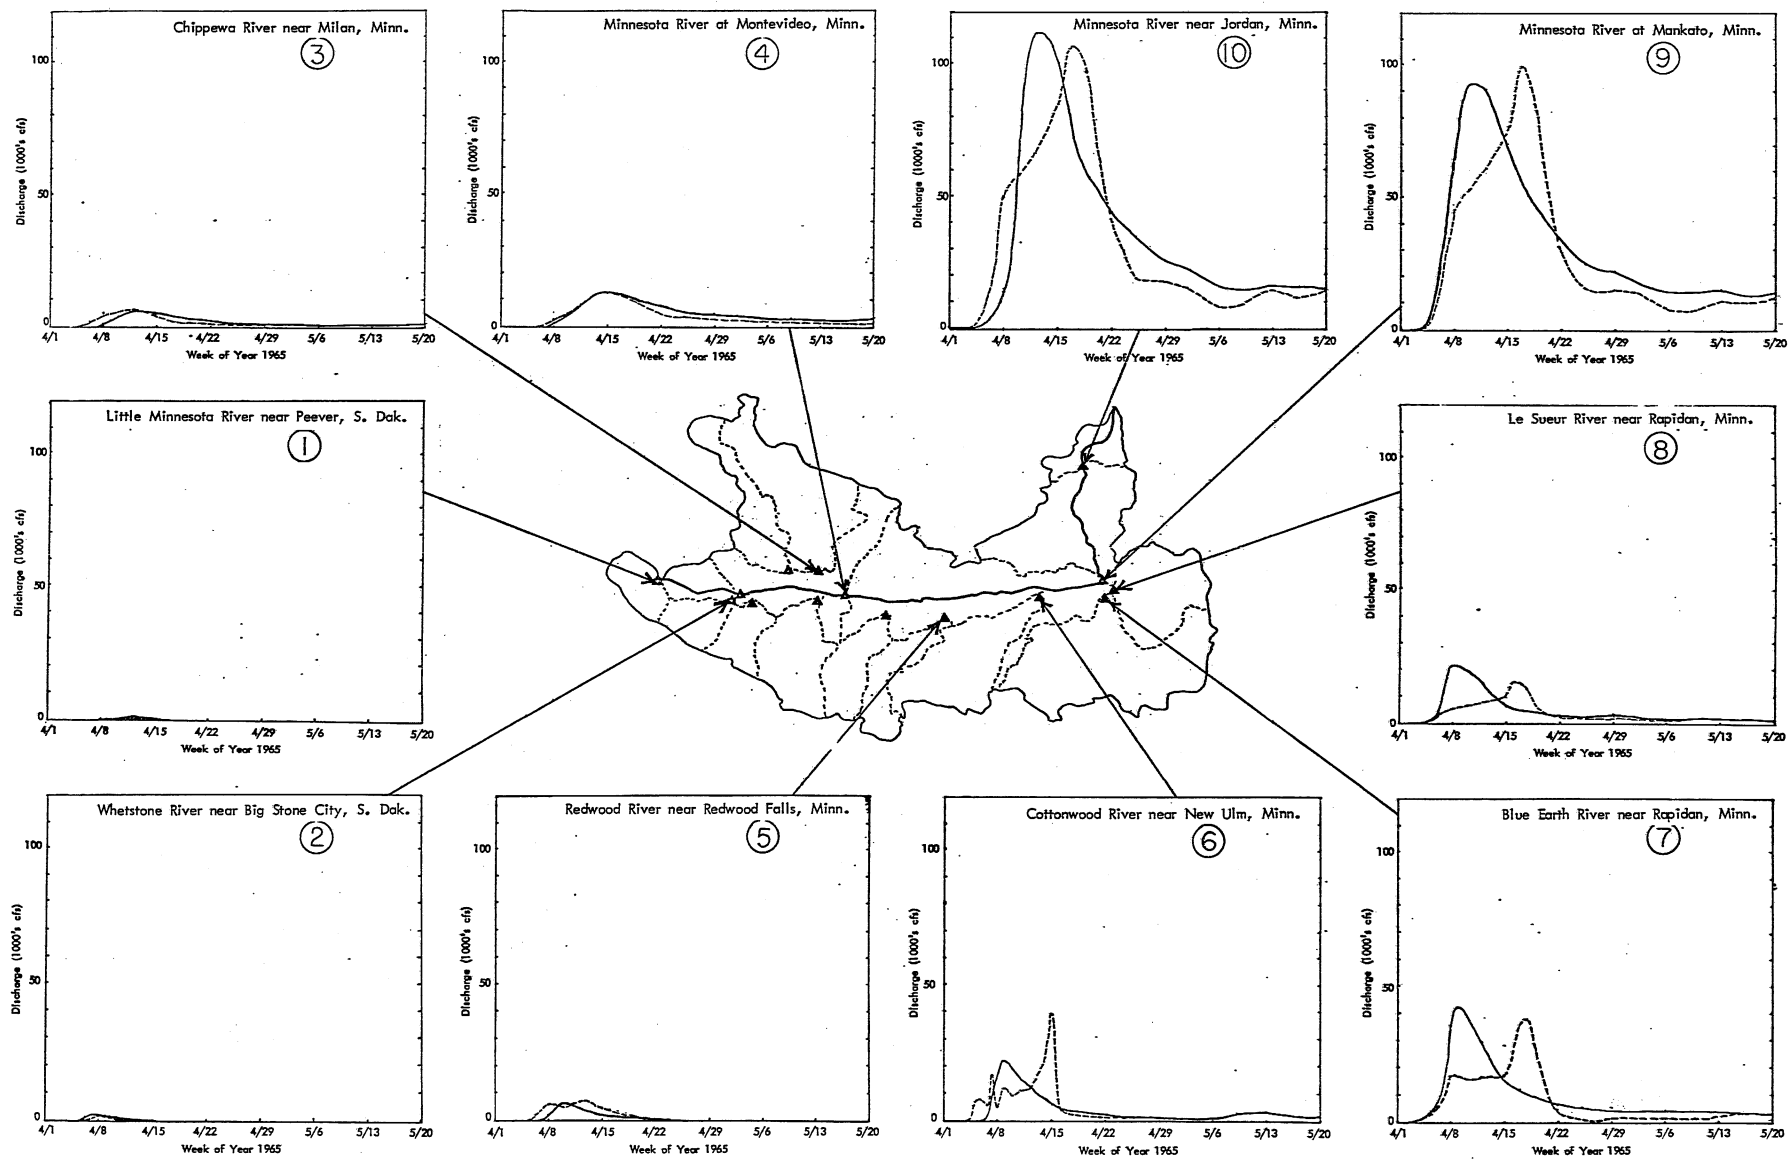 Chippewa River near Milan, Minn.
3
100
50
0
Discharge (1000's cfs)
4/1 4/8 4/15 4/22 4/29 5/6 5/13 5/20
Week of Year 1965
Minnesota River at Montevideo, Minn.
4
100
50
0
Discharge (1000's cfs)
4/1 4/8 4/15 4/22 4/29 5/6 5/13 5/20
Week of Year 1965
Minnesota River near Jordan, Minn.
10
100
50
0
Discharge (1000's cfs)
4/1 4/8 4/15 4/22 4/29 5/6 5/13 5/20
Week of Year 1965
Minnesota River at Mankato, Minn.
9
100
50
0
Discharge (1000's cfs)
4/1 4/8 4/15 4/22 4/29 5/6 5/13 5/20
Week of Year 1965
Little Minnesota River near Peever, S. Dak.
1
100
50
0
Discharge (1000's cfs)
4/1 4/8 4/15 4/22 4/29 5/6 5/13 5/20
Week of Year 1965
Le Sueur River near Rapidan, Minn.
8
100
50
0
Discharge (1000's cfs)
4/1 4/8 4/15 4/22 4/29 5/6 5/13 5/20
Week of Year 1965
Whetstone River near Big Stone City, S. Dak.
2
100
50
0
Discharge (1000's cfs)
4/1 4/8 4/15 4/22 4/29 5/6 5/13 5/20
Week of Year 1965
Redwood River near Redwood Falls, Minn.
5
100
50
0
Discharge (1000's cfs)
4/1 4/8 4/15 4/22 4/29 5/6 5/13 5/20
Week of Year 1965
Cottonwood River near New Ulm, Minn.
6
100
50
0
Discharge (1000's cfs)
4/1 4/8 4/15 4/22 4/29 5/6 5/13 5/20
Week of Year 1965
Blue Earth River near Rapidan, Minn.
7
100
50
0
Discharge (1000's cfs)
4/1 4/8 4/15 4/22 4/29 5/6 5/13 5/20
Week of Year 1965